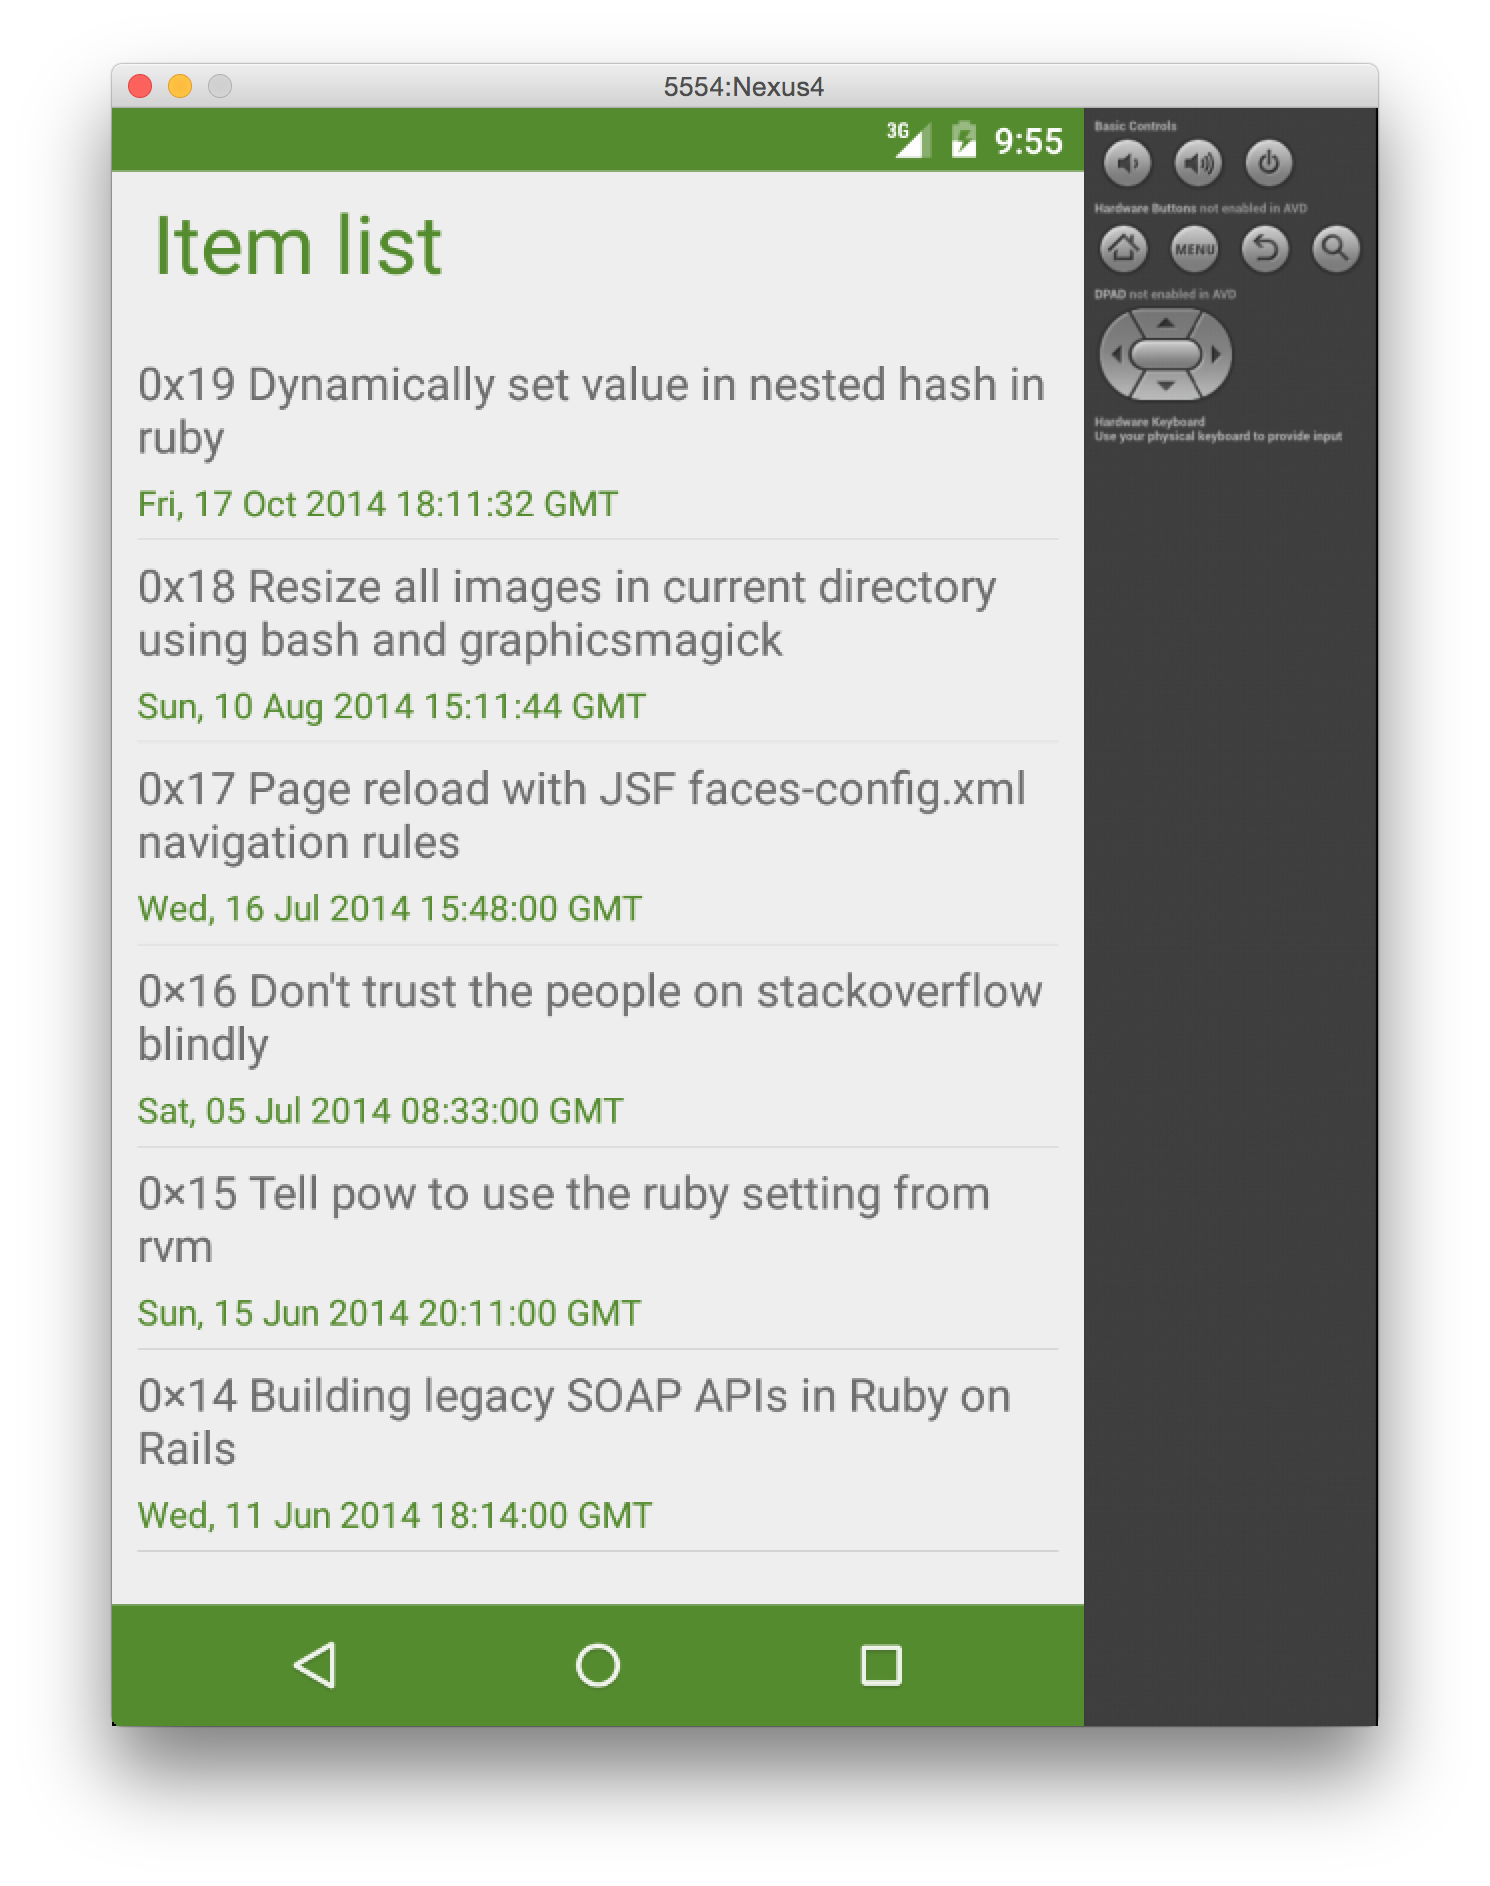 5554:Nexus4
3G 9:55
Item list
0x19 Dynamically set value in nested hash in
ruby
Fri, 17 Oct 2014 18:11:32 GMT
0x18 Resize all images in current directory
using bash and graphicsmagick
Sun, 10 Aug 2014 15:11:44 GMT
0x17 Page reload with JSF faces-config.xml
navigation rules
Wed, 16 Jul 2014 15:48:00 GMT
0×16 Don't trust the people on stackoverflow
blindly
Sat, 05 Jul 2014 08:33:00 GMT
0×15 Tell pow to use the ruby setting from
rvm
Sun, 15 Jun 2014 20:11:00 GMT
0×14 Building legacy SOAP APIs in Ruby on
Rails
Wed, 11 Jun 2014 18:14:00 GMT
Basic Controls
Hardware Buttons not enabled in AVD
MENU
DPAD not enabled in AVD
Hardware Keyboard
Use your physical keyboard to provide input